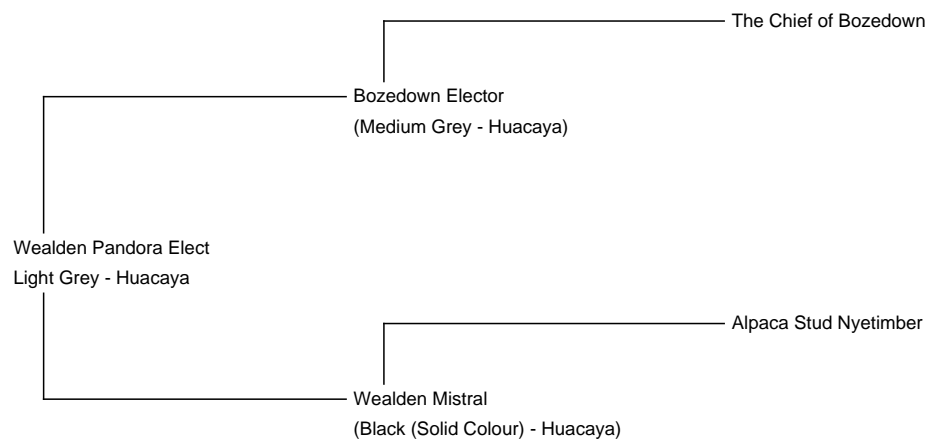 The Chief of Bozedown
Bozedown Elector
(Medium Grey - Huacaya)
Wealden Pandora Elect
Light Grey - Huacaya
Alpaca Stud Nyetimber
Wealden Mistral
(Black (Solid Colour) - Huacaya)